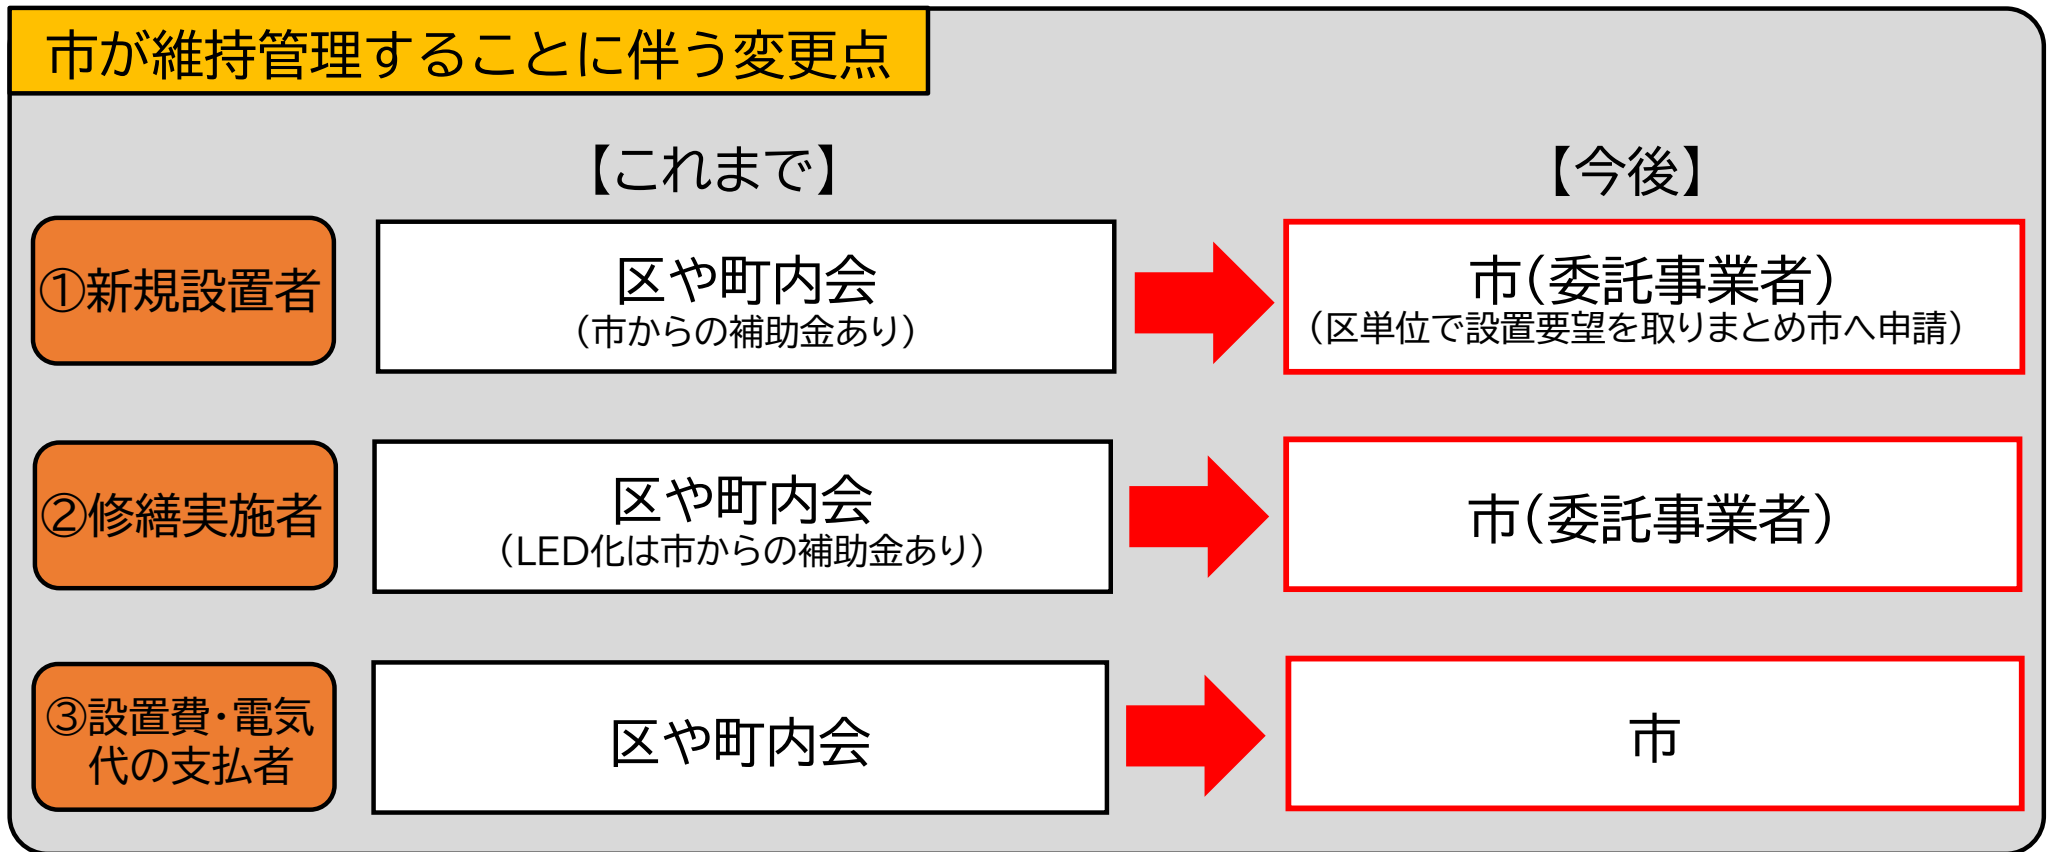 市が維持管理することに伴う変更点
【これまで】
【今後】
①新規設置者
区や町内会
（市からの補助金あり）
市（委託事業者）
（区単位で設置要望を取りまとめ市へ申請）
②修繕実施者
区や町内会
（LED化は市からの補助金あり）
市（委託事業者）
③設置費・電気
代の支払者
区や町内会
市